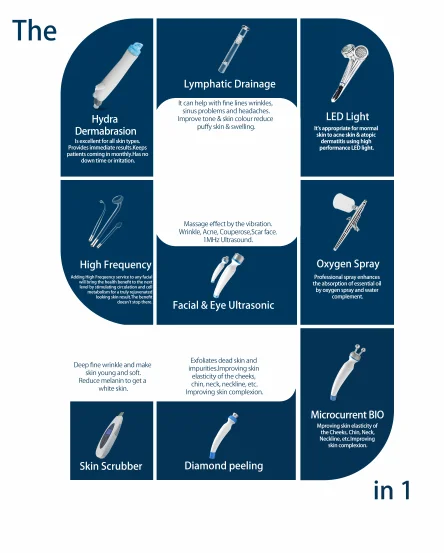 The
Hydra
Dermabrasion
Is excellent for all skin types.
Provides immediate results.Keeps
patients coming in monthly.Has no
down time or irritation.
Lymphatic Drainage
It can help with fine lines wrinkles,
sinus problems and headaches.
Improve tone & skin colour reduce
puffy skin & swelling.
LED Light
It's appropriate for normal
skin to acne skin & atopic
dermatitis using high
performance LED light.
High Frequency
Adding High Frequency service to any facial
will bring the health benefit to the next
level by stimulating circulation and cell
metabolism for a truly rejuvenated
looking skin result.The benefit
doesn't stop there.
Massage effect by the vibration.
Wrinkle, Acne, Couperose,Scar face.
1MHz Ultrasound.
Facial & Eye Ultrasonic
Oxygen Spray
Professional spray enhances
the absorption of essential oil
by oxygen spray and water
complement.
Deep fine wrinkle and make
skin young and soft.
Reduce melanin to get a
white skin.
Skin Scrubber
Exfoliates dead skin and
impurities.Improving skin
elasticity of the cheeks,
chin, neck, neckline, etc.
Improving skin complexion.
Diamond peeling
Microcurrent BIO
Mproving skin elasticity of
the Cheeks, Chin, Neck,
Neckline, etc.Improving
skin complexion.
in 1